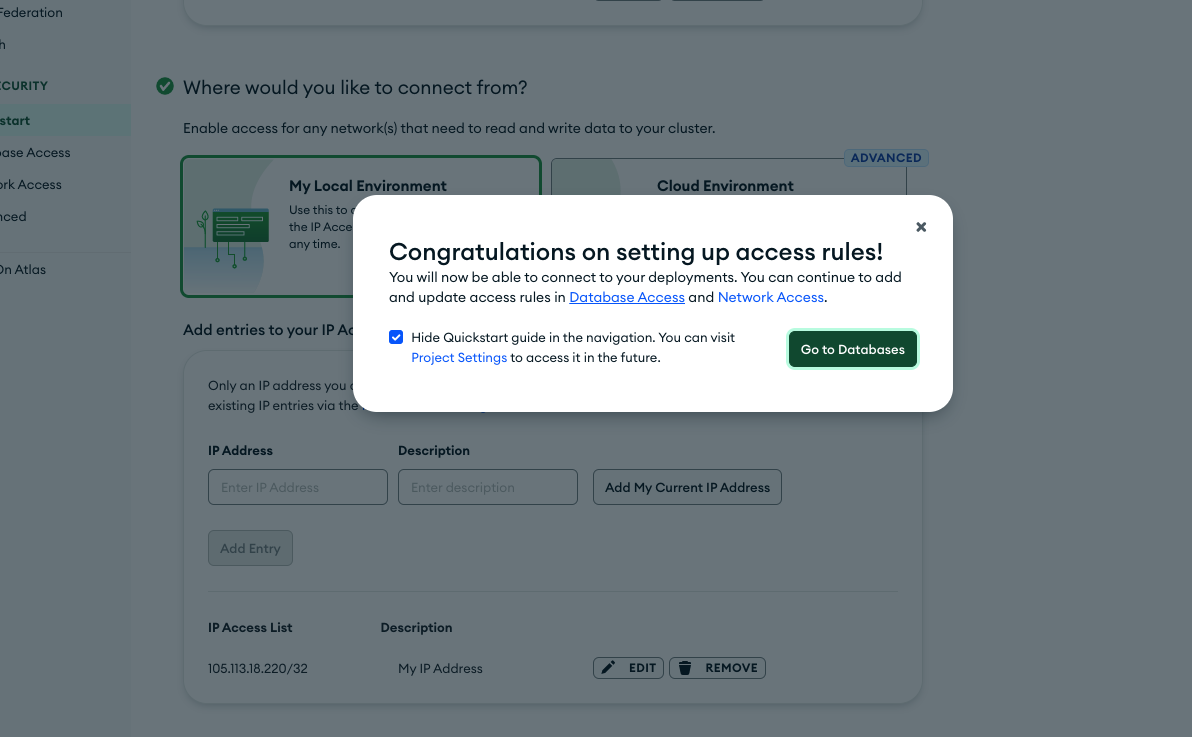 Federation
h
CURITY
start
base Access
ork Access
nced
On Atlas
Where would you like to connect from?
Enable access for any network(s) that need to read and write data to your cluster.
ADVANCED
My Local Environment
Use this to
the IP Acce
any time.
Cloud Environment
Congratulations on setting up access rules!
You will now be able to connect to your deployments. You can continue to add
and update access rules in Database Access and Network Access.
Hide Quickstart guide in the navigation. You can visit
Project Settings to access it in the future.
Go to Databases
Add entries to your IP Ac
Only an IP address you
existing IP entries via the
IP Address
Description
Enter IP Address
Enter description
Add My Current IP Address
Add Entry
IP Access List
Description
105.113.18.220/32
My IP Address
EDIT
REMOVE